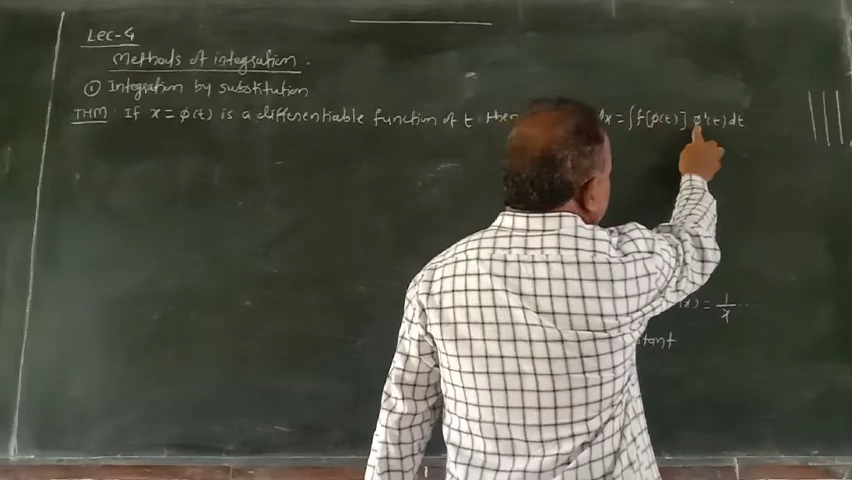 Lec-4
Methods of integration.
① Integration by substitution
THM If x = φ(t) is a differentiable function of t then dx = ∫f[φ(t)] φ'(t) dt
(x) = 1/x
stant